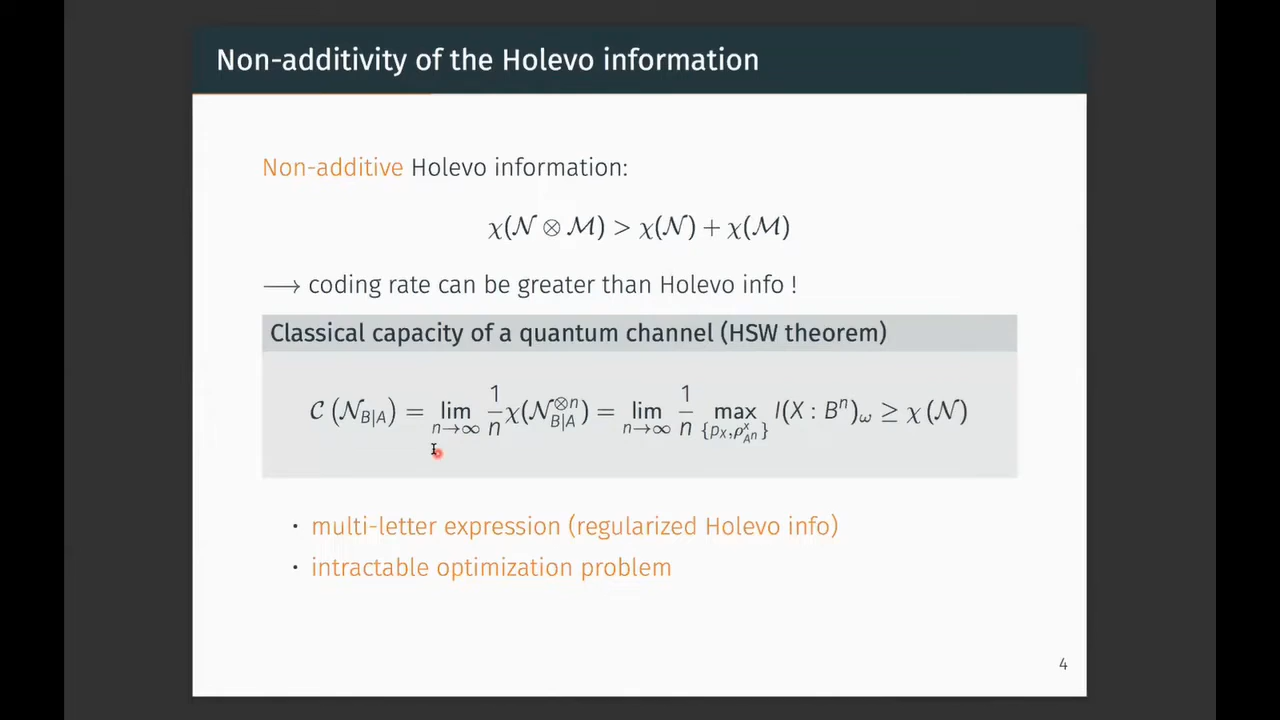 Non-additivity of the Holevo information
Non-additive Holevo information:
χ(𝒩 ⊗ ℳ) > χ(𝒩) + χ(ℳ)
⟶ coding rate can be greater than Holevo info !
Classical capacity of a quantum channel (HSW theorem)
𝒞 (𝒩_{B|A}) = lim_{n→∞} 1/n χ(𝒩_{B|A}^{⊗n}) = lim_{n→∞} 1/n max_{{p_X, ρ^x_{A^n}}} I(X : B^n)_ω ≥ χ (𝒩)
• multi-letter expression (regularized Holevo info)
• intractable optimization problem
4